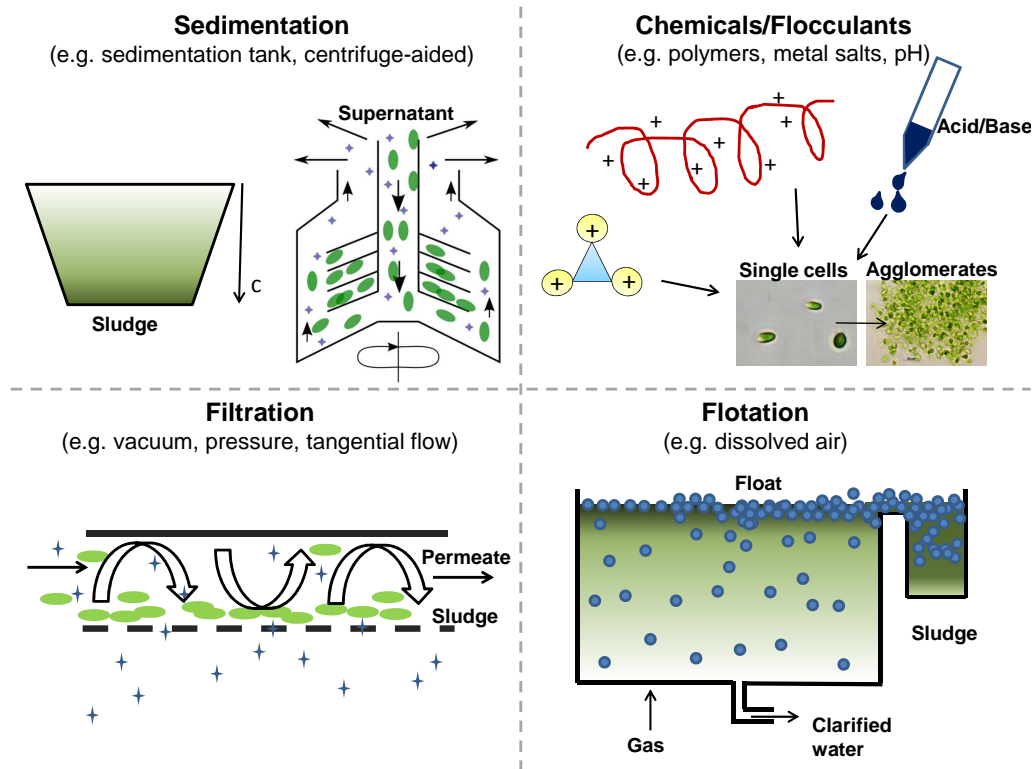 Sedimentation
(e.g. sedimentation tank, centrifuge-aided)
Supernatant
C
Sludge
Chemicals/Flocculants
(e.g. polymers, metal salts, pH)
+ + + + + + +
Acid/Base
+
+ +
Single cells
Agglomerates
Filtration
(e.g. vacuum, pressure, tangential flow)
Permeate
Sludge
Flotation
(e.g. dissolved air)
Float
Sludge
Gas
Clarified
water